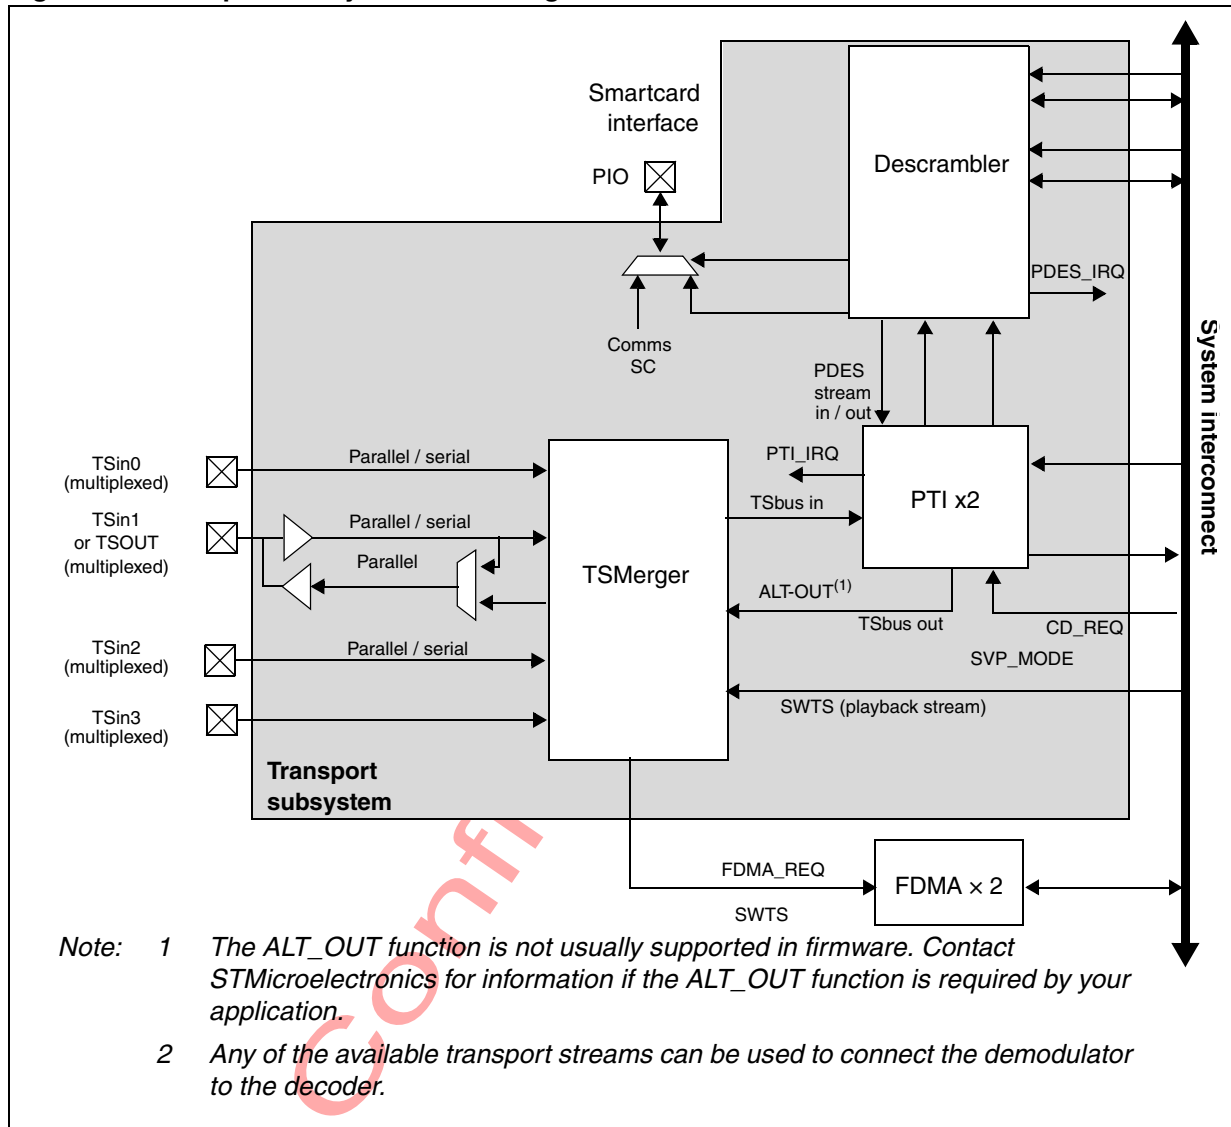 Smartcard
interface
PIO
Descrambler
PDES_IRQ
Comms
SC
PDES
stream
in / out
System interconnect
TSin0
(multiplexed)
Parallel / serial
PTI_IRQ
PTI x2
TSbus in
TSin1
or TSOUT
(multiplexed)
Parallel / serial
Parallel
TSMerger
ALT-OUT(1)
TSbus out
CD_REQ
SVP_MODE
TSin2
(multiplexed)
Parallel / serial
SWTS (playback stream)
TSin3
(multiplexed)
Transport
subsystem
FDMA_REQ
SWTS
FDMA × 2
Note: 1 The ALT_OUT function is not usually supported in firmware. Contact
STMicroelectronics for information if the ALT_OUT function is required by your
application.
2 Any of the available transport streams can be used to connect the demodulator
to the decoder.
Confi